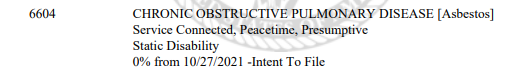 6604 CHRONIC OBSTRUCTIVE PULMONARY DISEASE [Asbestos]
Service Connected, Peacetime, Presumptive
Static Disability
0% from 10/27/2021 -Intent To File